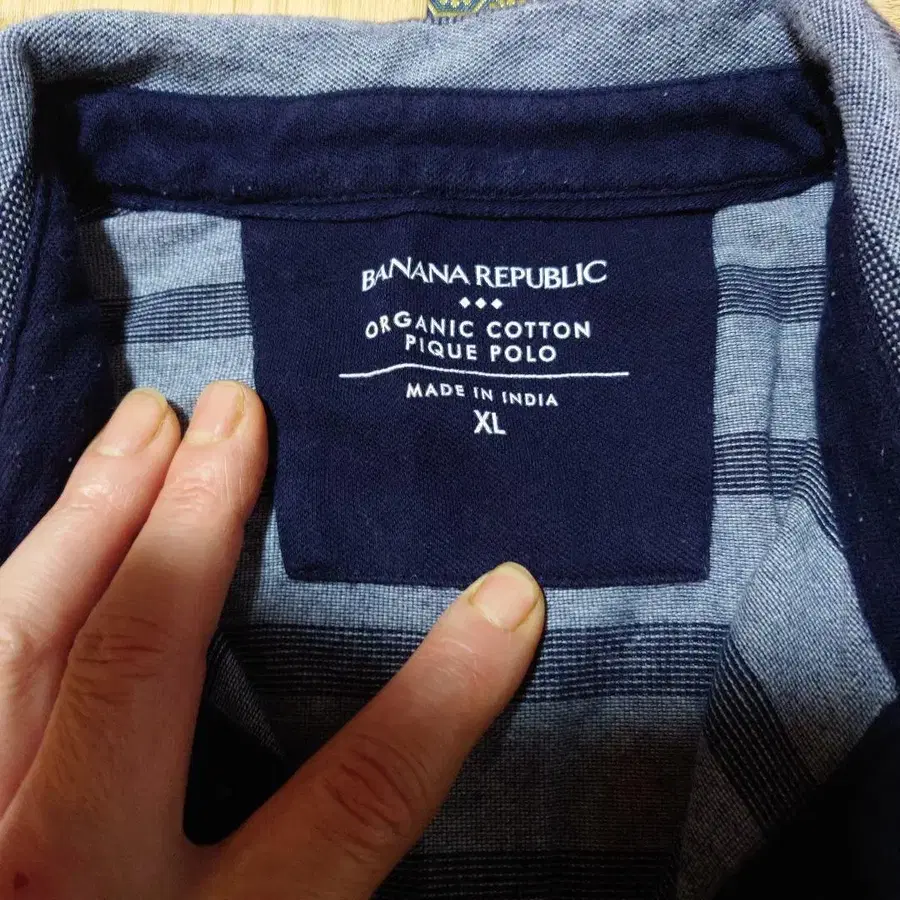 BANANA REPUBLIC
ORGANIC COTTON
PIQUE POLO
MADE IN INDIA
XL